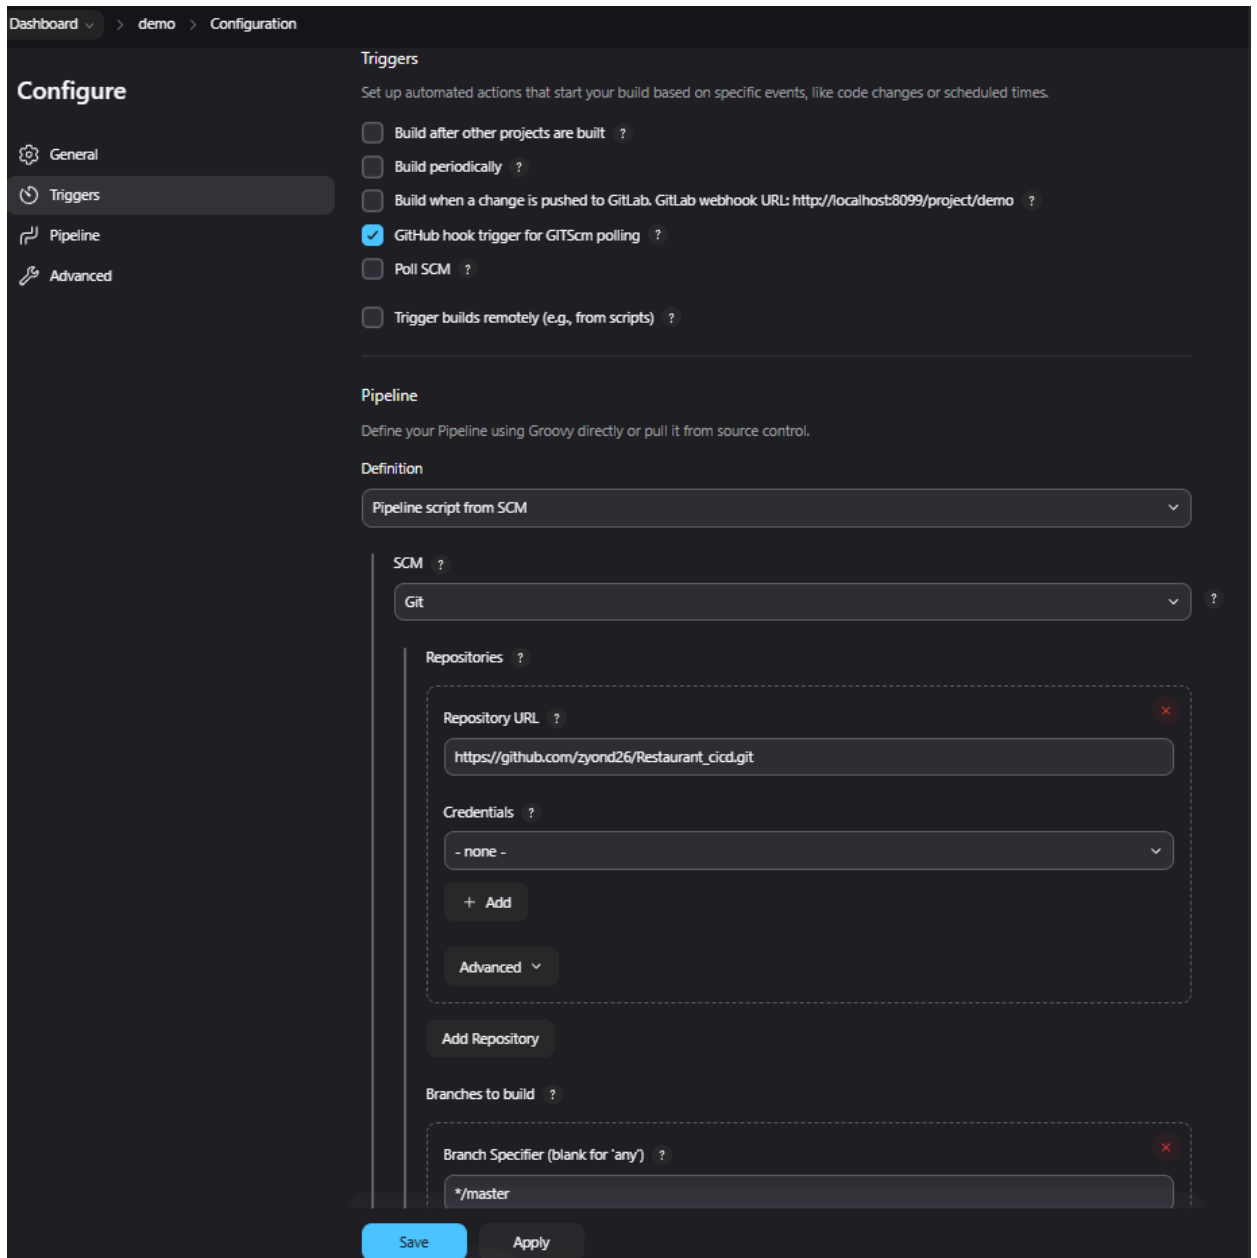 Dashboard > demo > Configuration
Configure
General
Triggers
Pipeline
Advanced
Triggers
Set up automated actions that start your build based on specific events, like code changes or scheduled times.
Build after other projects are built ?
Build periodically ?
Build when a change is pushed to GitLab. GitLab webhook URL: http://localhost:8099/project/demo ?
GitHub hook trigger for GITScm polling ?
Poll SCM ?
Trigger builds remotely (e.g., from scripts) ?
Pipeline
Define your Pipeline using Groovy directly or pull it from source control.
Definition
Pipeline script from SCM
SCM ?
Git
?
Repositories ?
Repository URL ?
https://github.com/zyond26/Restaurant_cicd.git
Credentials ?
- none -
+ Add
Advanced
Add Repository
Branches to build ?
Branch Specifier (blank for 'any') ?
*/master
Save Apply